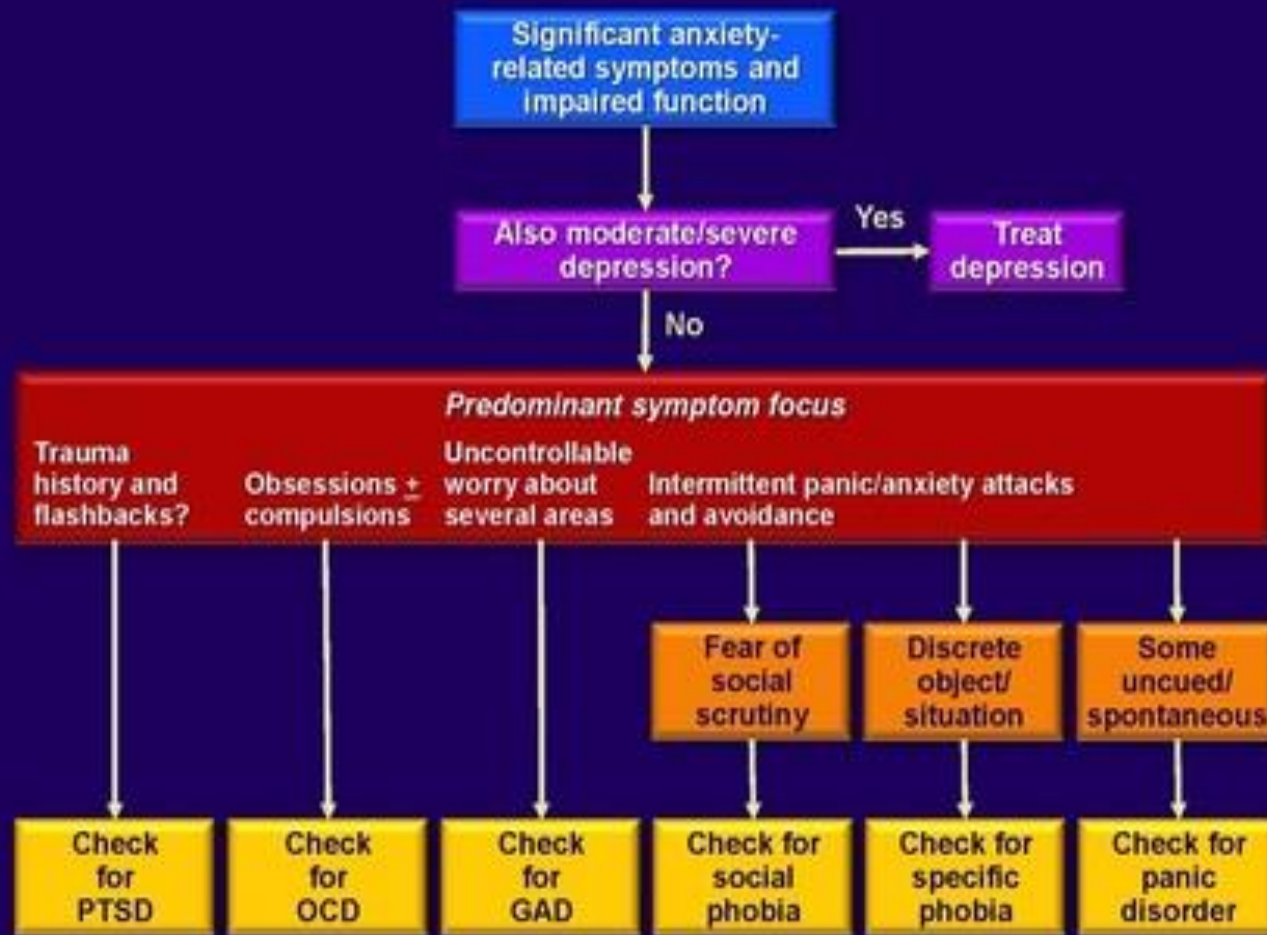 Significant anxiety-
related symptoms and
impaired function
Also moderate/severe
depression?
Yes
Treat
depression
No
Predominant symptom focus
Trauma
history and
flashbacks?
Obsessions ±
compulsions
Uncontrollable
worry about
several areas
Intermittent panic/anxiety attacks
and avoidance
Fear of
social
scrutiny
Discrete
object/
situation
Some
uncued/
spontaneous
Check
for
PTSD
Check
for
OCD
Check
for
GAD
Check for
social
phobia
Check for
specific
phobia
Check for
panic
disorder